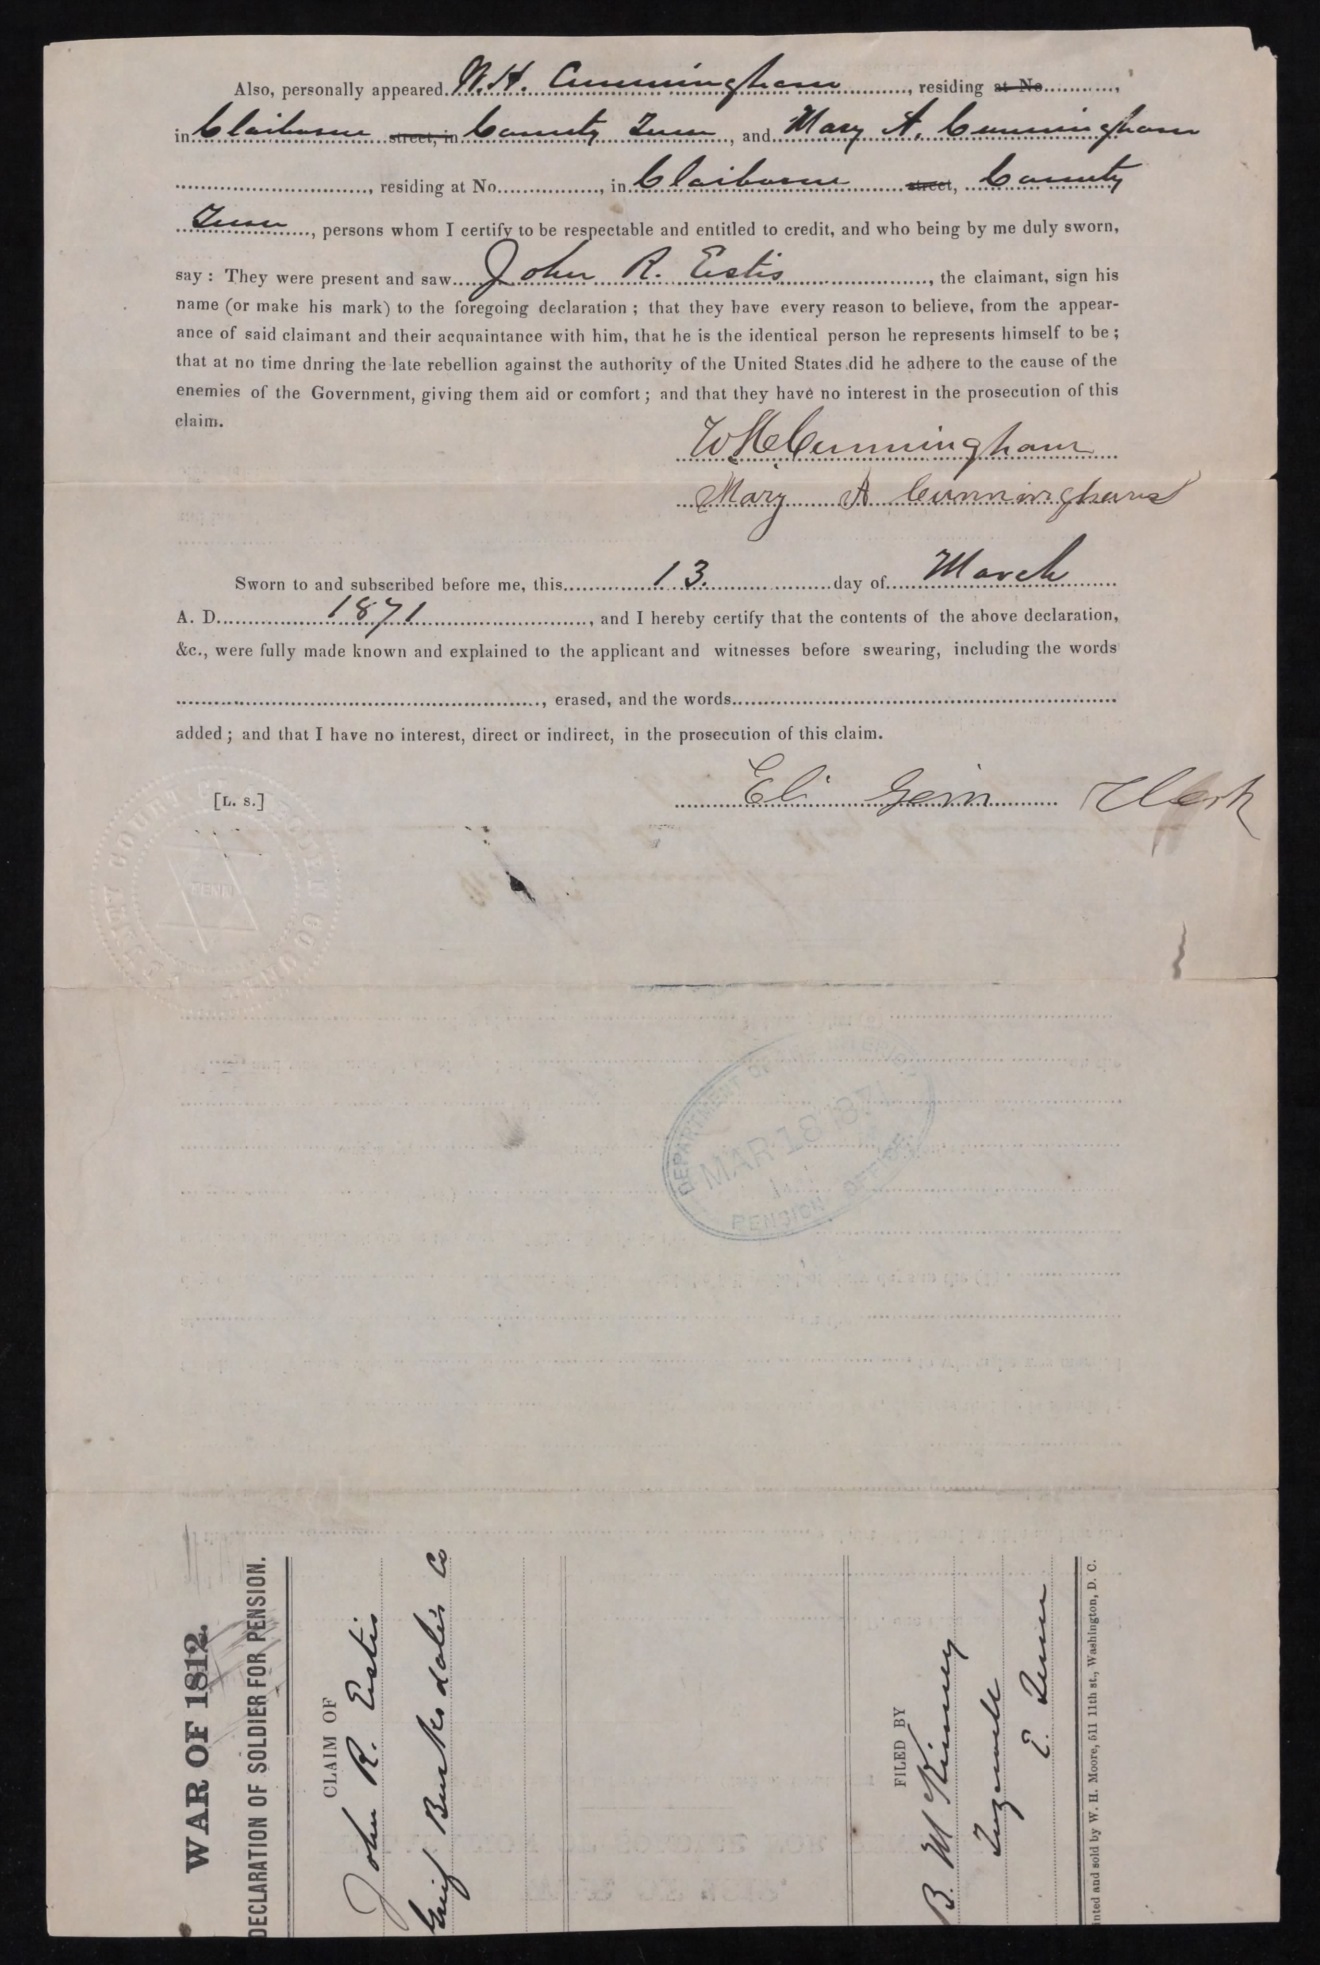 Also, personally appeared W. H. Cunningham, residing at No.,
in Claiborne street, in County Tenn, and Mary A. Cunningham
, residing at No., in Claiborne street, County
Tenn, persons whom I certify to be respectable and entitled to credit, and who being by me duly sworn,
say : They were present and saw John R. Estis, the claimant, sign his
name (or make his mark) to the foregoing declaration ; that they have every reason to believe, from the appear-
ance of said claimant and their acquaintance with him, that he is the identical person he represents himself to be ;
that at no time dnring the late rebellion against the authority of the United States did he adhere to the cause of the
enemies of the Government, giving them aid or comfort ; and that they have no interest in the prosecution of this
claim.
W H Cunningham
Mary A Cunningham
Sworn to and subscribed before me, this 13. day of March
A. D. 1871, and I hereby certify that the contents of the above declaration,
&c., were fully made known and explained to the applicant and witnesses before swearing, including the words
, erased, and the words
added ; and that I have no interest, direct or indirect, in the prosecution of this claim.
[L. S.]
Eli Clerk
TENN
DEPARTMENT OF THE INTERIOR
MAR 18 1871
PENSION OFFICE
WAR OF 1812.
DECLARATION OF SOLDIER FOR PENSION.
CLAIM OF
John R. Estis
Barksdales Co
FILED BY
B. M Kinney
Tazewell
E. Tenn
nted and sold by W. H. Moore, 511 11th st., Washington, D. C.